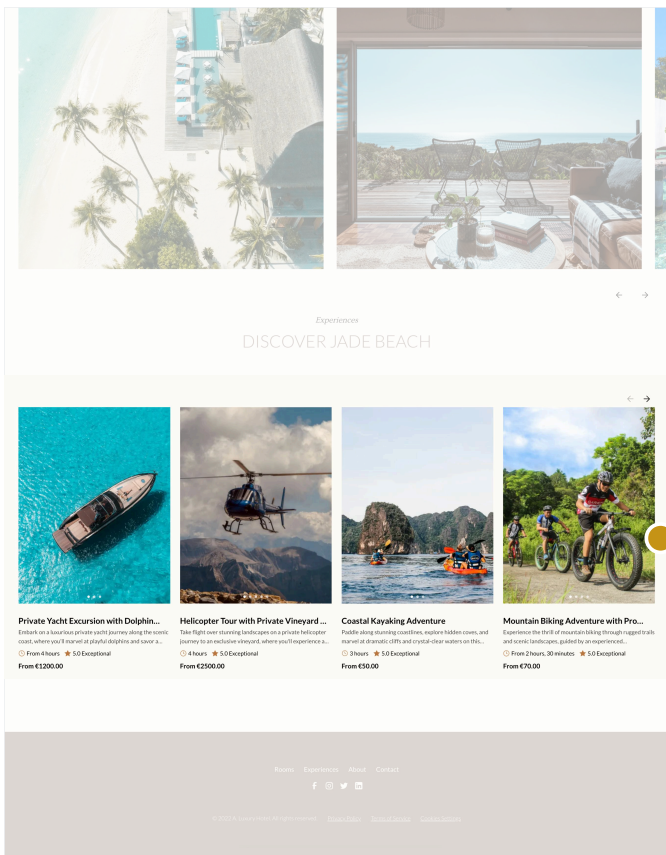 Experiences
DISCOVER JADE BEACH
Private Yacht Excursion with Dolphin...
Embark on a luxurious private yacht journey along the scenic
coast, where you'll marvel at playful dolphins and savor a...
From 4 hours 5.0 Exceptional
From €1200.00
Helicopter Tour with Private Vineyard ...
Take flight over stunning landscapes on a private helicopter
journey to an exclusive vineyard, where you'll experience a...
4 hours 5.0 Exceptional
From €2500.00
Coastal Kayaking Adventure
Paddle along stunning coastlines, explore hidden coves, and
marvel at dramatic cliffs and crystal-clear waters on this...
3 hours 5.0 Exceptional
From €50.00
Mountain Biking Adventure with Pro...
Experience the thrill of mountain biking through rugged trails
and scenic landscapes, guided by an experienced...
From 2 hours, 30 minutes 5.0 Exceptional
From €70.00
Rooms Experiences About Contact
All rights reserved Privacy Policy Terms of Service Cookies Settings